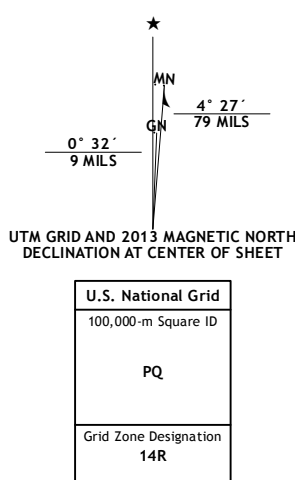 ★
MN
GN
4° 27´
79 MILS
0° 32´
9 MILS
UTM GRID AND 2013 MAGNETIC NORTH
DECLINATION AT CENTER OF SHEET
U.S. National Grid
100,000-m Square ID
PQ
Grid Zone Designation
14R